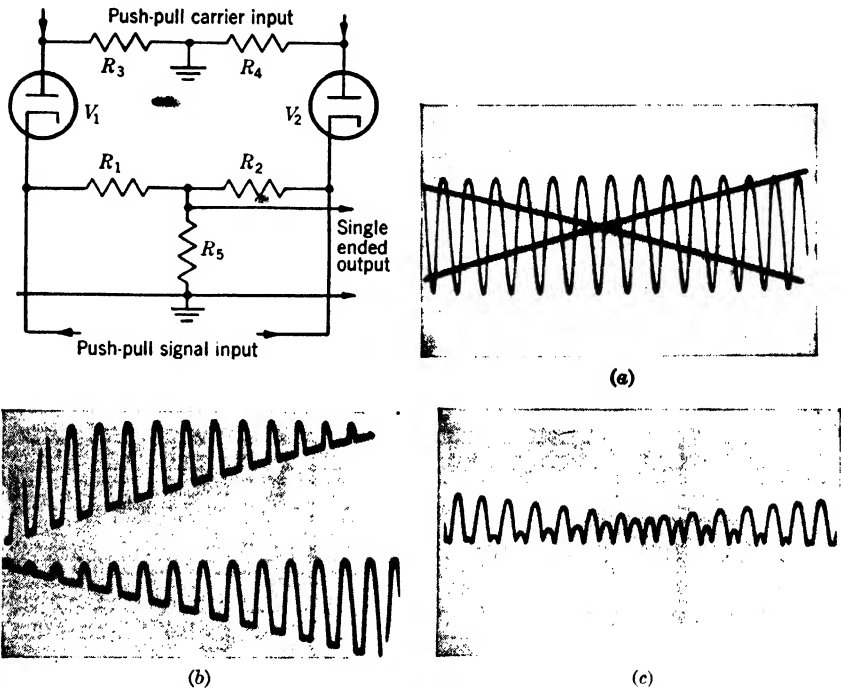 Push-pull carrier input
R3
R4
V1
V2
R1
R2
R5
Single
ended
output
Push-pull signal input
(a)
(b)
(c)